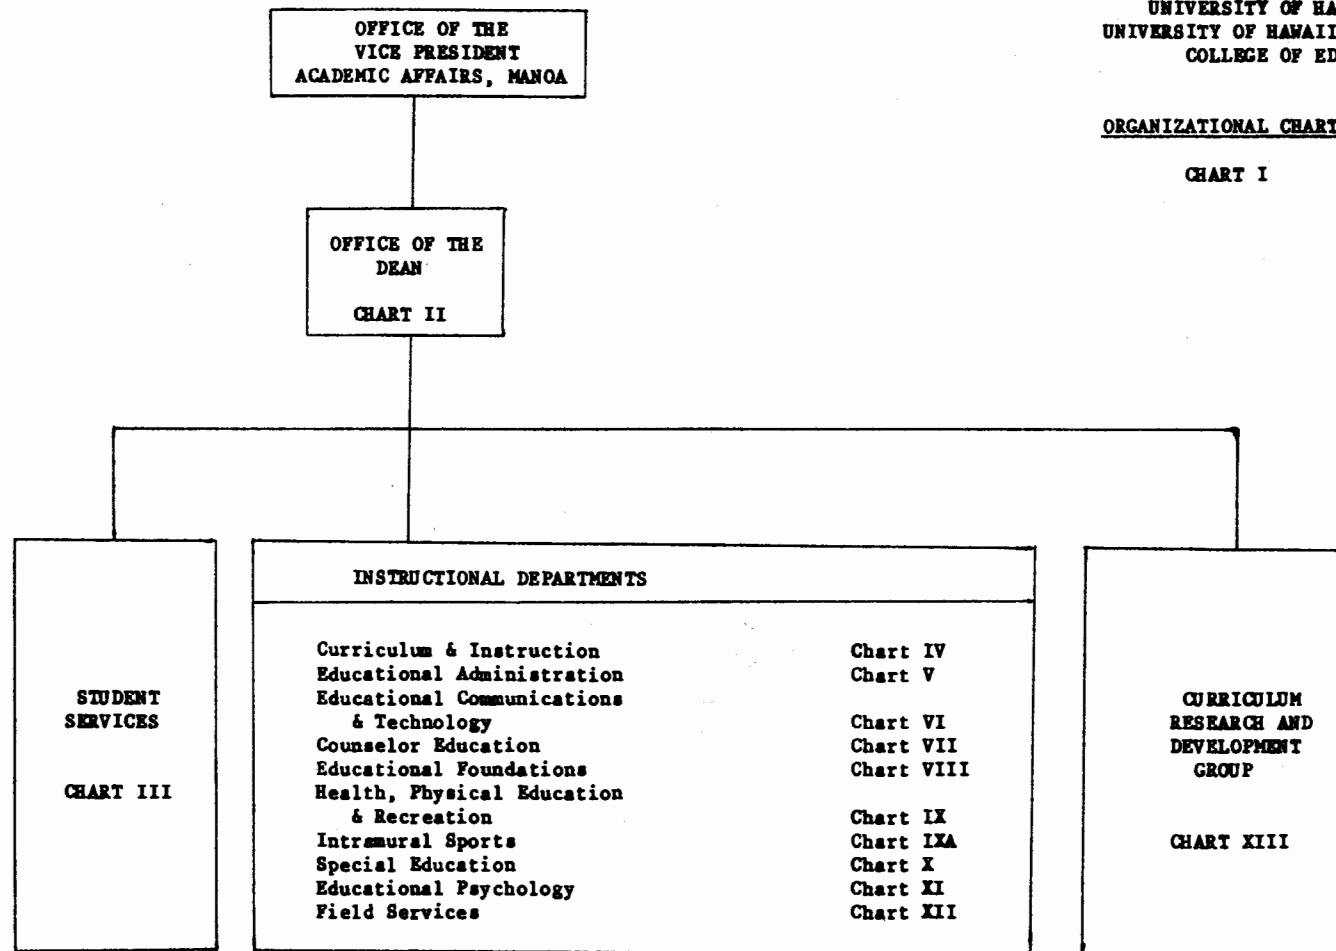 UNIVERSITY OF HA
UNIVERSITY OF HAWAII
COLLEGE OF ED
ORGANIZATIONAL CHART
CHART I
OFFICE OF THE
VICE PRESIDENT
ACADEMIC AFFAIRS, MANOA
OFFICE OF THE
DEAN
CHART II
STUDENT
SERVICES
CHART III
INSTRUCTIONAL DEPARTMENTS
Curriculum & Instruction Chart IV
Educational Administration Chart V
Educational Communications
& Technology Chart VI
Counselor Education Chart VII
Educational Foundations Chart VIII
Health, Physical Education
& Recreation Chart IX
Intramural Sports Chart IXA
Special Education Chart X
Educational Psychology Chart XI
Field Services Chart XII
CURRICULUM
RESEARCH AND
DEVELOPMENT
GROUP
CHART XIII